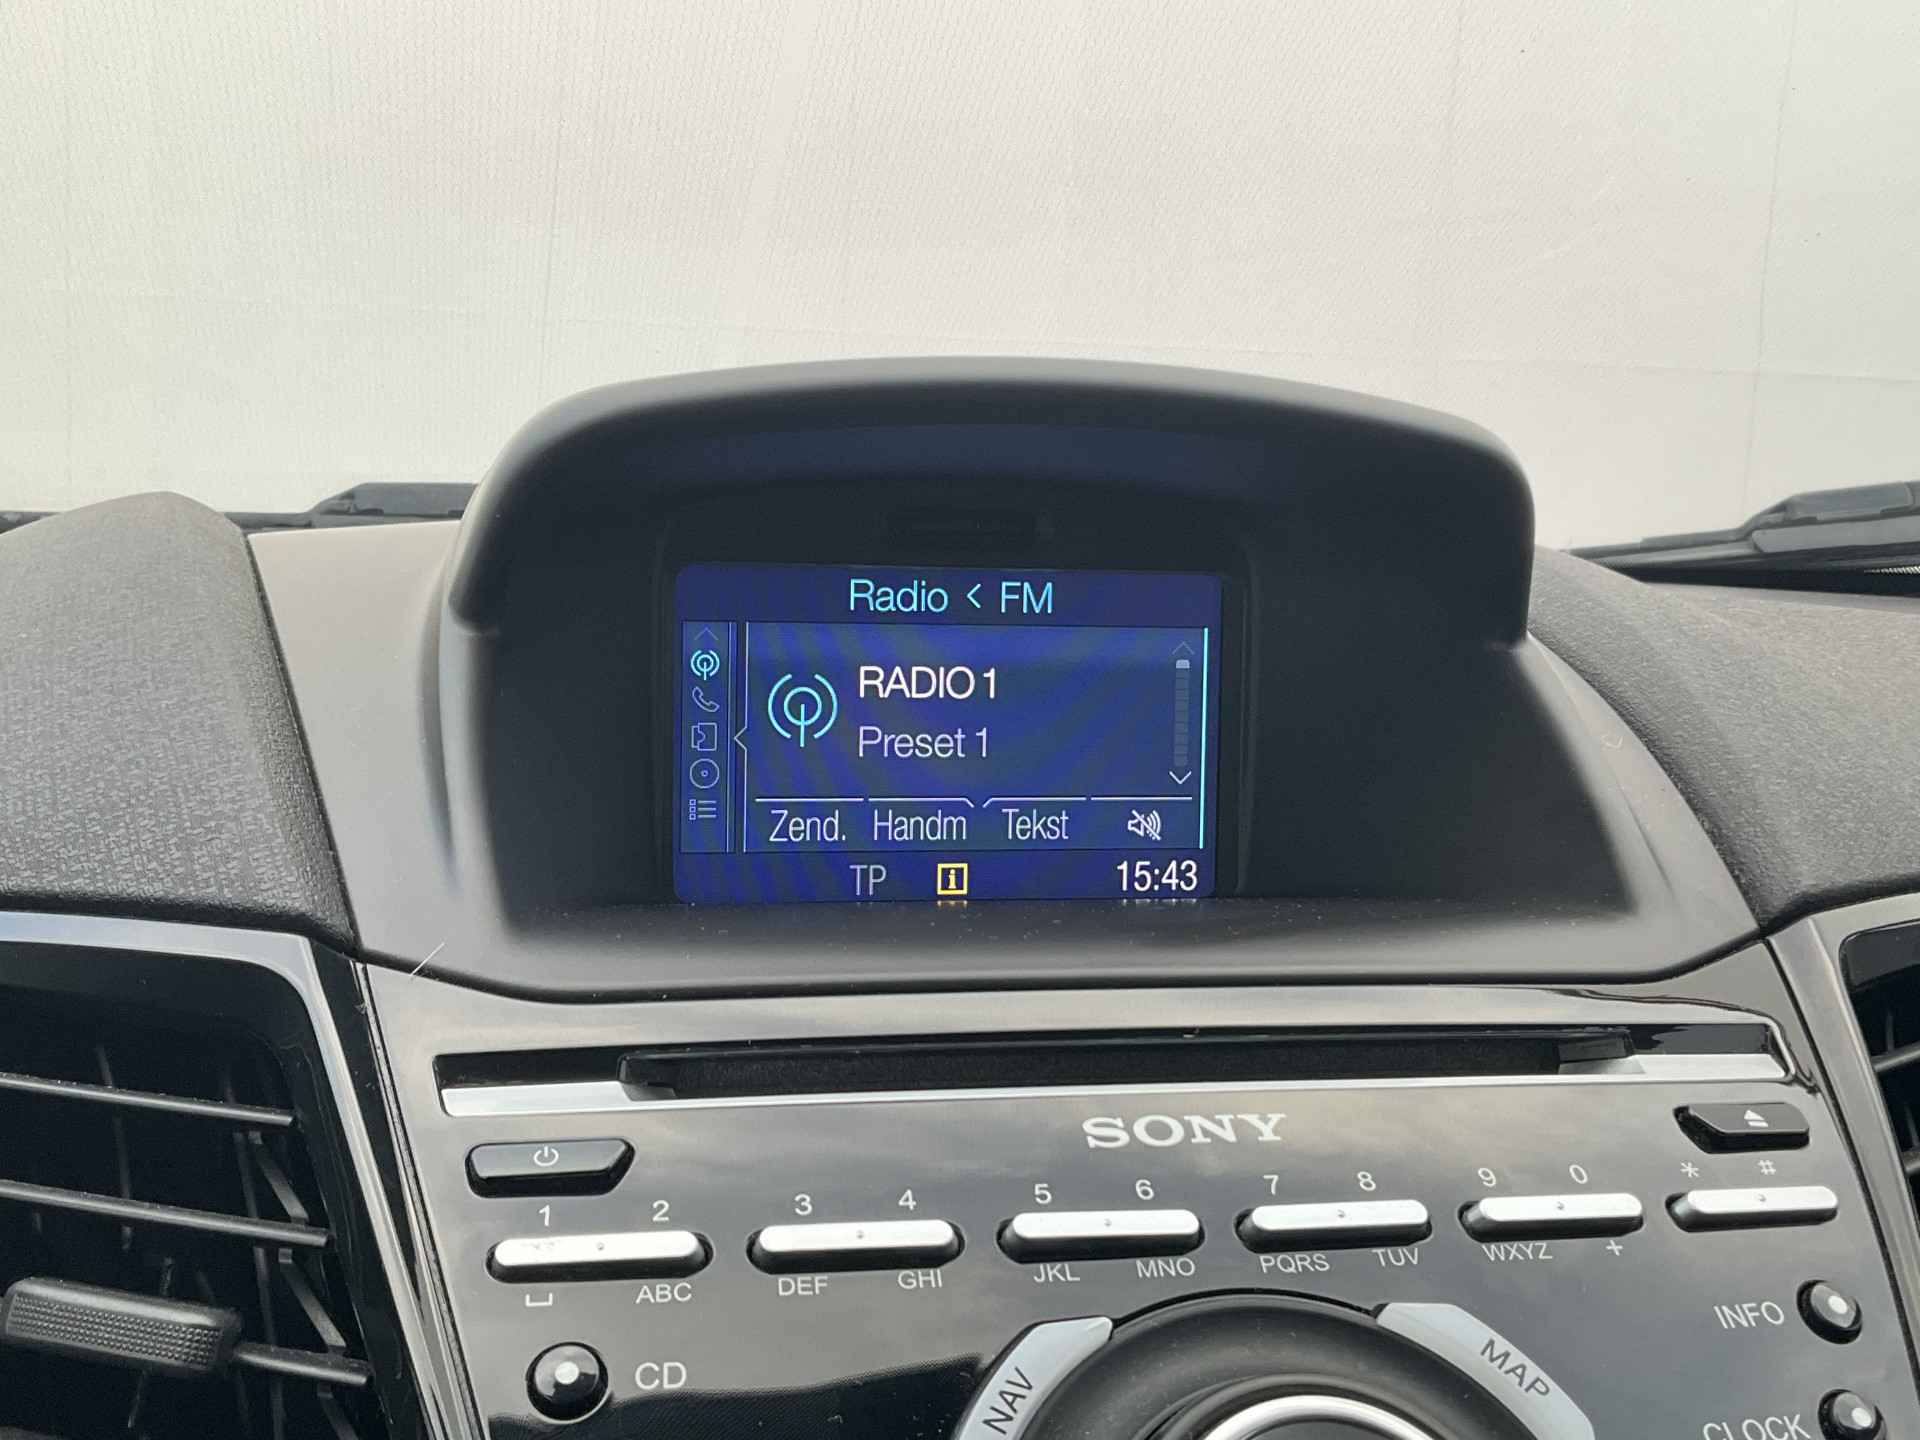 Radio < FM
RADIO 1
Preset 1
Zend. Handm Tekst
TP i 15:43
SONY
1 2 3 4 5 6 7 8 9 0 * #
ABC DEF GHI JKL MNO PQRS TUV WXYZ +
CD NAV MAP INFO
CLOCK